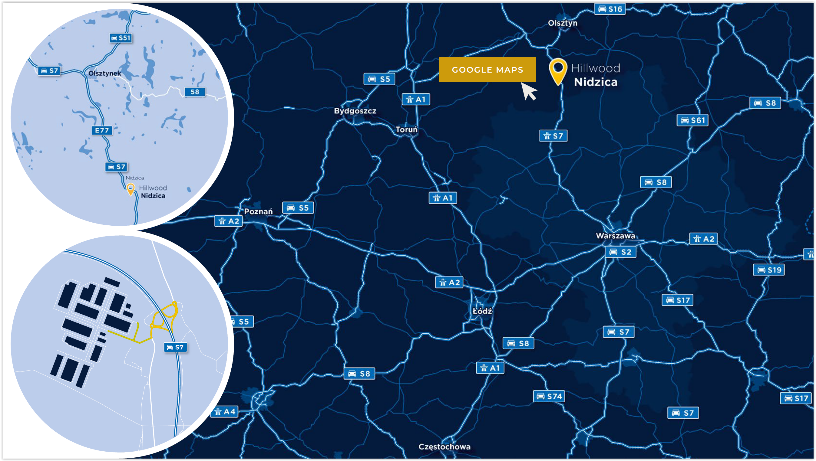 S16
Olsztyn
S51
Hillwood
Nidzica
GOOGLE MAPS
S7
Olsztynek
S5
58
A1
S8
Bydgoszcz
S61
Toruń
E77
S7
S7
Nidzica
Hillwood
Nidzica
S8
A1
S5
Poznań
A2
Warszawa
A2
S2
S19
A2
S17
Łódź
S5
S7
S7
S8
A1
S8
S74
S17
A4
S7
Częstochowa